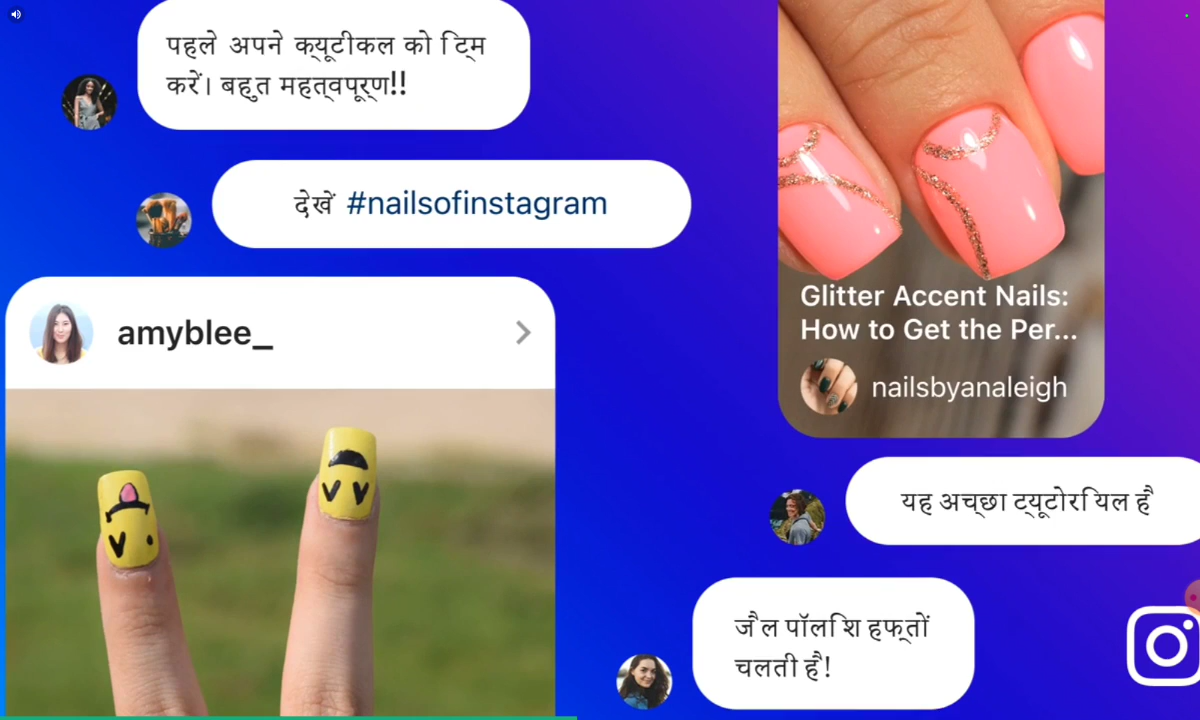 पहले अपने क्यूटीकल को ट्रिम
करें। बहुत महत्वपूर्ण!!
देखें #nailsofinstagram
amyblee_
Glitter Accent Nails:
How to Get the Per...
nailsbyanaleigh
यह अच्छा ट्यूटोरियल है
जैल पॉलिश हफ्तों
चलती है!